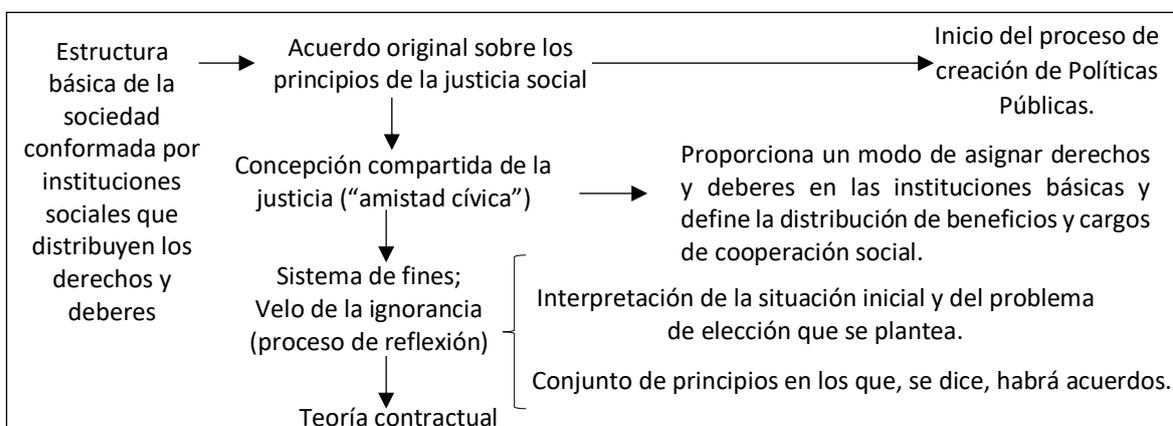 Estructura
básica de la
sociedad
conformada por
instituciones
sociales que
distribuyen los
derechos y
deberes
Acuerdo original sobre los
principios de la justicia social
Inicio del proceso de
creación de Políticas
Públicas.
Concepción compartida de la
justicia (“amistad cívica”)
Proporciona un modo de asignar derechos
y deberes en las instituciones básicas y
define la distribución de beneficios y cargos
de cooperación social.
Sistema de fines;
Velo de la ignorancia
(proceso de reflexión)
Interpretación de la situación inicial y del problema
de elección que se plantea.
Conjunto de principios en los que, se dice, habrá acuerdos.
Teoría contractual